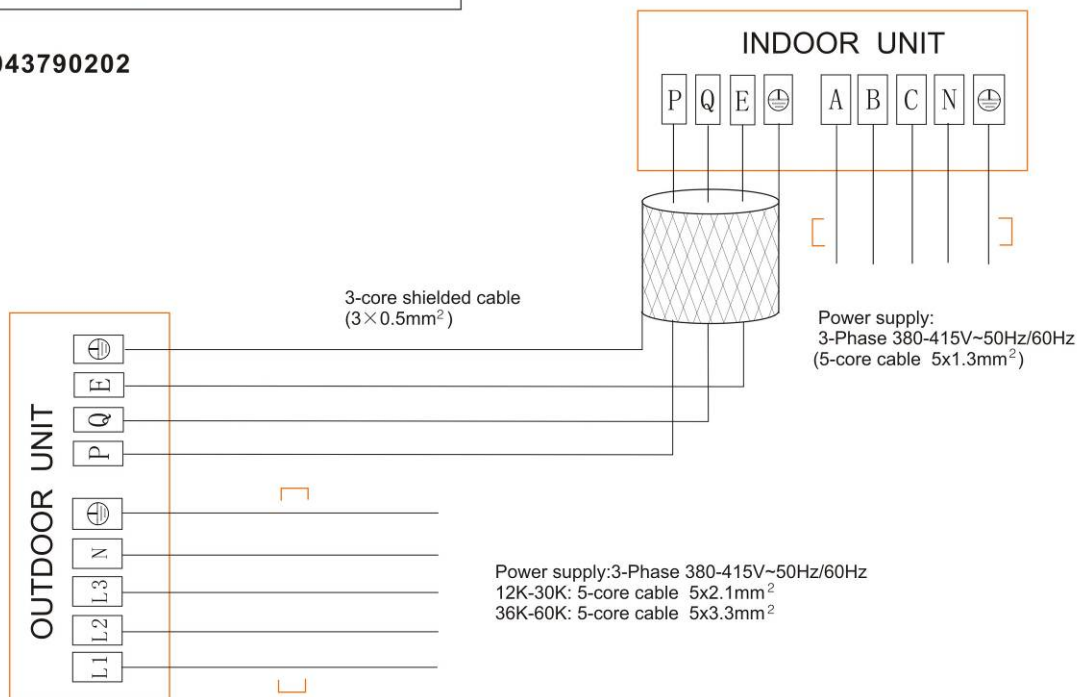 043790202
INDOOR UNIT
P Q E A B C N
3-core shielded cable
(3×0.5mm²)
Power supply:
3-Phase 380-415V~50Hz/60Hz
(5-core cable 5x1.3mm²)
OUTDOOR UNIT
E
Q
P
N
L3
L2
L1
Power supply:3-Phase 380-415V~50Hz/60Hz
12K-30K: 5-core cable 5x2.1mm²
36K-60K: 5-core cable 5x3.3mm²